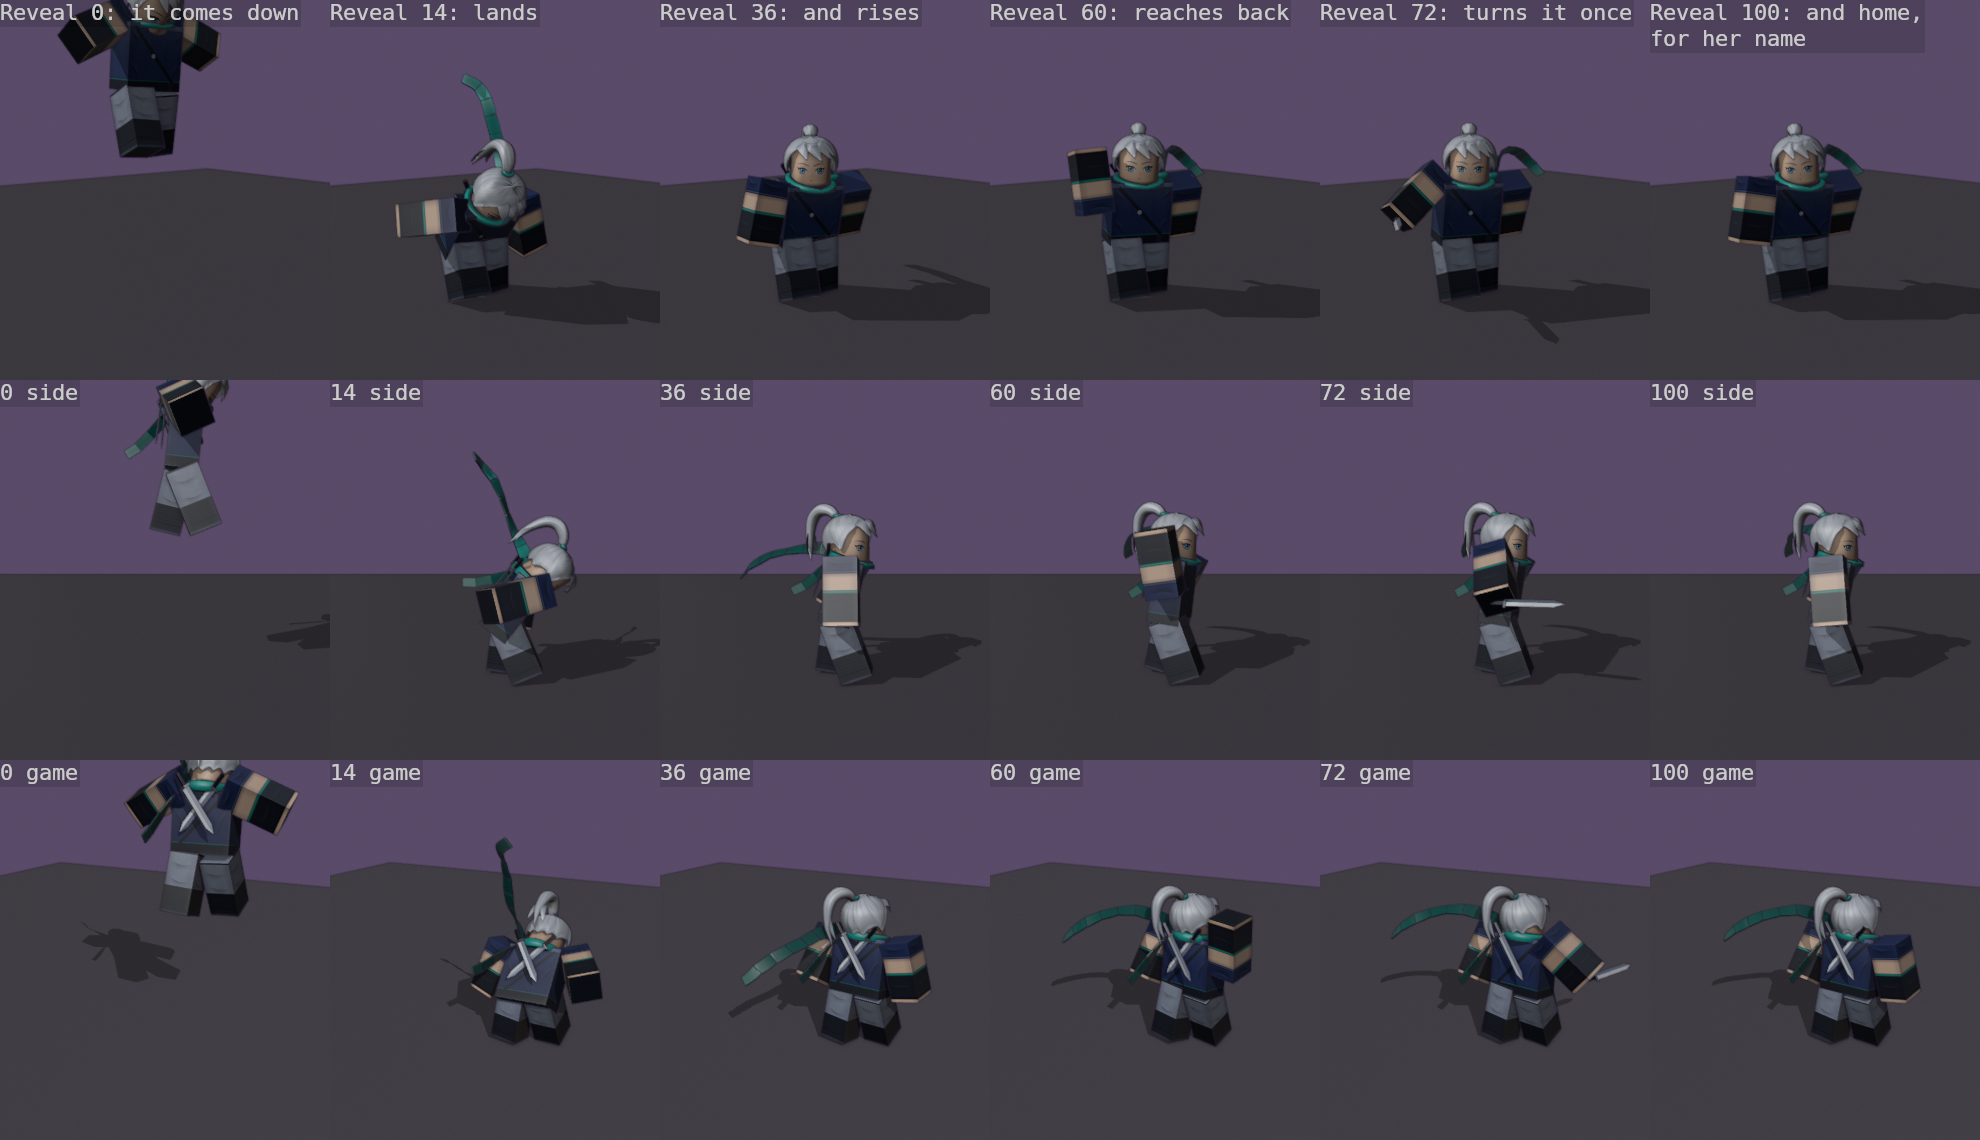 Reveal 0: it comes down
Reveal 14: lands
Reveal 36: and rises
Reveal 60: reaches back
Reveal 72: turns it once
Reveal 100: and home,
for her name
0 side
14 side
36 side
60 side
72 side
100 side
0 game
14 game
36 game
60 game
72 game
100 game